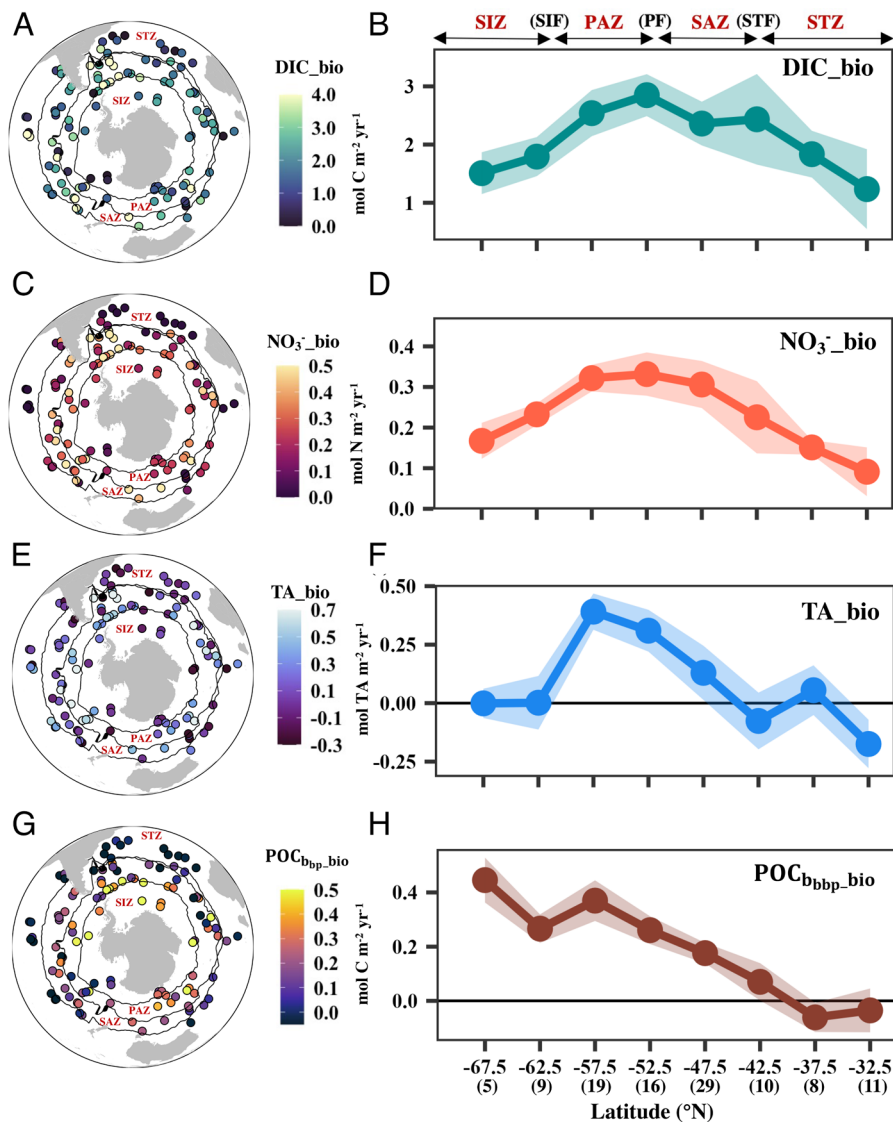 A
STZ
SIZ
PAZ
SAZ
DIC_bio
4.0
3.0
2.0
1.0
0.0
mol C m⁻² yr⁻¹
B
SIZ (SIF) PAZ (PF) SAZ (STF) STZ
DIC_bio
3
2
1
C
STZ
SIZ
PAZ
SAZ
NO₃⁻_bio
0.5
0.4
0.3
0.2
0.1
0.0
mol N m⁻² yr⁻¹
D
NO₃⁻_bio
0.4
0.3
0.2
0.1
0.0
E
STZ
SIZ
PAZ
SAZ
TA_bio
0.7
0.5
0.3
0.1
-0.1
-0.3
mol TA m⁻² yr⁻¹
F
TA_bio
0.50
0.25
0.00
-0.25
G
STZ
SIZ
PAZ
SAZ
POC_bbp_bio
0.5
0.4
0.3
0.2
0.1
0.0
mol C m⁻² yr⁻¹
H
POC_bbbp_bio
0.4
0.2
0.0
-67.5 -62.5 -57.5 -52.5 -47.5 -42.5 -37.5 -32.5
(5) (9) (19) (16) (29) (10) (8) (11)
Latitude (°N)